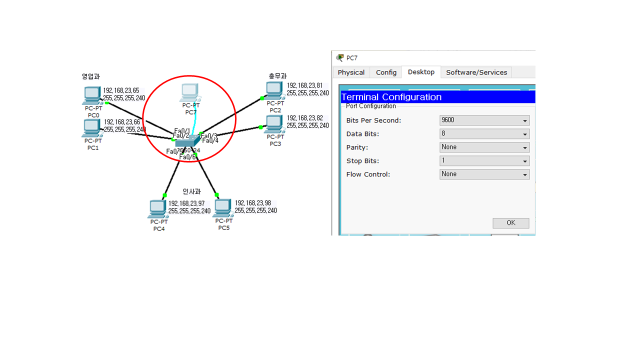 영업과
192,168,23,65
255,255,255,240
PC-PT
PC0
192,168,23,66
255,255,255,240
PC-PT
PC1
PC-PT
PC7
총무과
192,168,23,81
255,255,255,240
PC-PT
PC2
192,168,23,82
255,255,255,240
PC-PT
PC3
Fa0/1
Fa0/2
Fa0/3
Fa0/4
Fa0/5
Fa0/6
인사과
192,168,23,97
255,255,255,240
PC-PT
PC4
192,168,23,98
255,255,255,240
PC-PT
PC5
PC7
Physical Config Desktop Software/Services
Terminal Configuration
Port Configuration
Bits Per Second: 9600
Data Bits: 8
Parity: None
Stop Bits: 1
Flow Control: None
OK